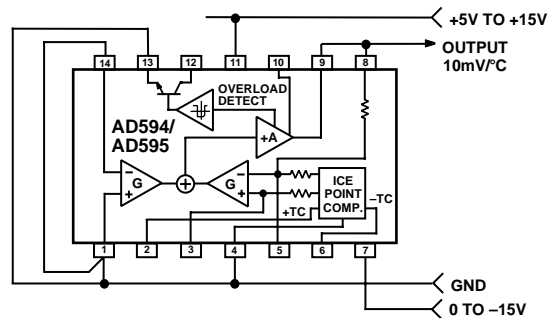 +5V TO +15V
OUTPUT
10mV/°C
14 13 12 11 10 9 8
OVERLOAD
DETECT
AD594/
AD595
+A
– G +
+
– G +
ICE
POINT
COMP.
+TC
–TC
1 2 3 4 5 6 7
GND
0 TO –15V